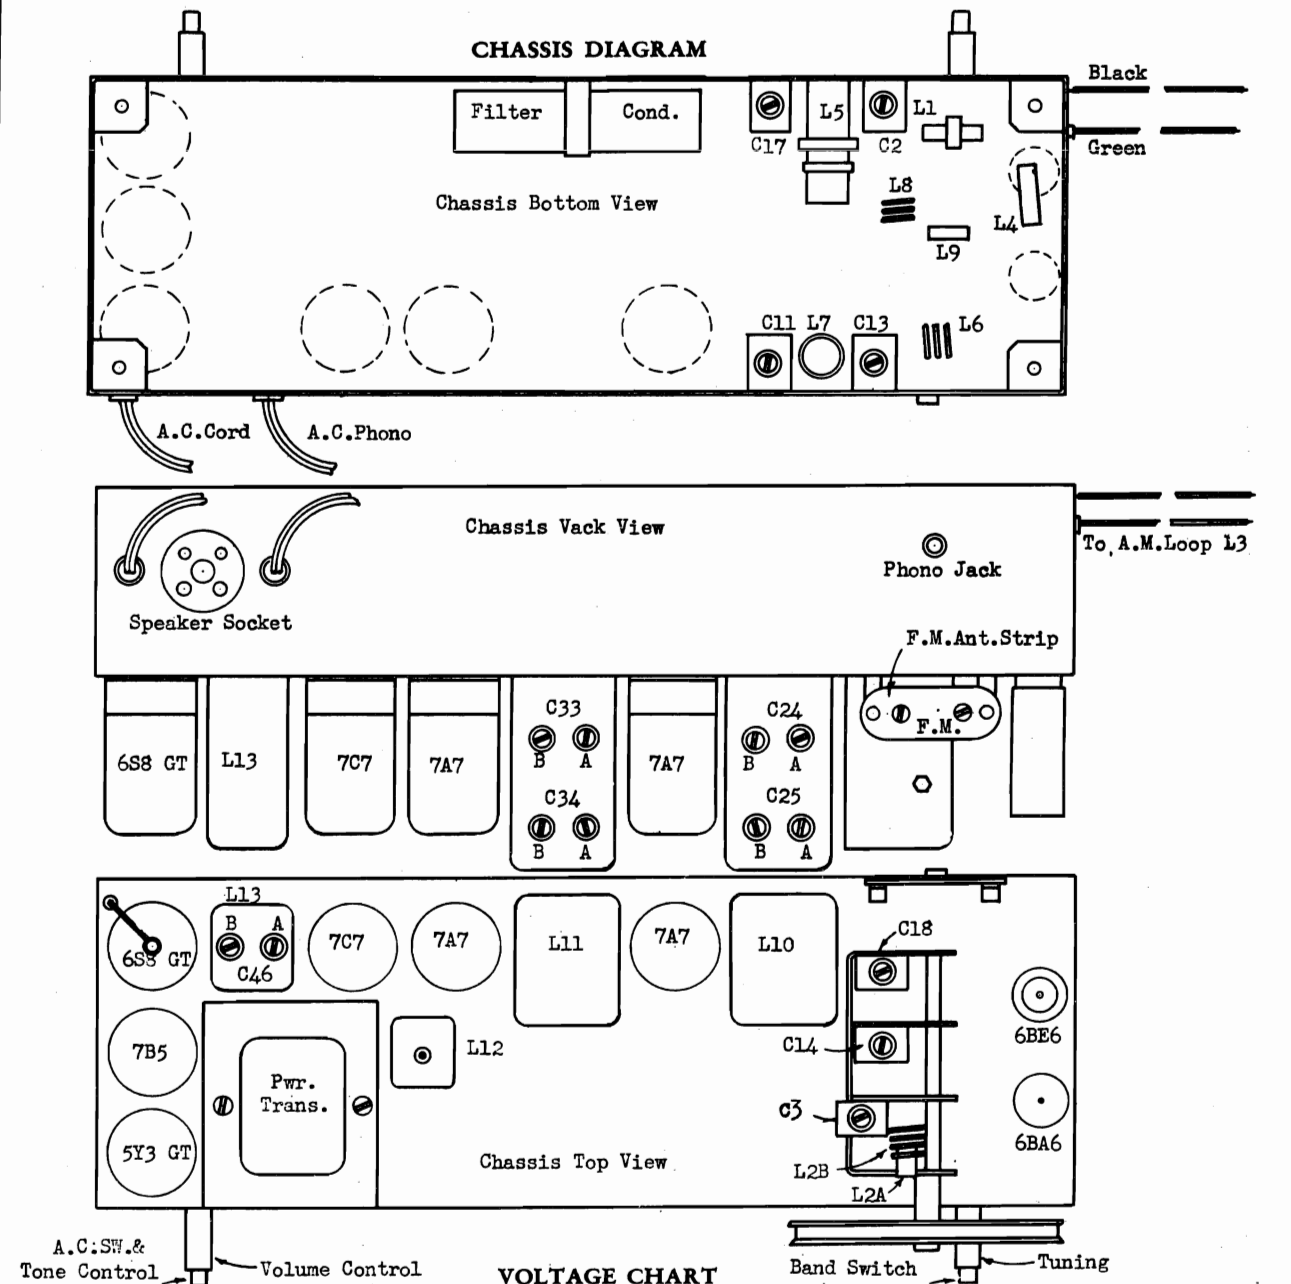 CHASSIS DIAGRAM
Black
Filter Cond.
L5
L1
C17
C2
Green
Chassis Bottom View
L8
L4
L9
C11 L7 C13
L6
A.C.Cord
A.C.Phono
Chassis Vack View
To A.M.Loop L3
Phono Jack
Speaker Socket
F.M.Ant.Strip
C33
C24
F.M.
B A
B A
6S8 GT
L13
7C7
7A7
7A7
C34
C25
B A
B A
L13
B A
C46
6S8 GT
7C7
7A7
L11
7A7
L10
C18
6BE6
7B5
L12
C14
Pwr.
Trans.
C3
6BA6
5Y3 GT
Chassis Top View
L2B
L2A
A.C.SW.&
Tone Control
Volume Control
VOLTAGE CHART
Band Switch
Tuning